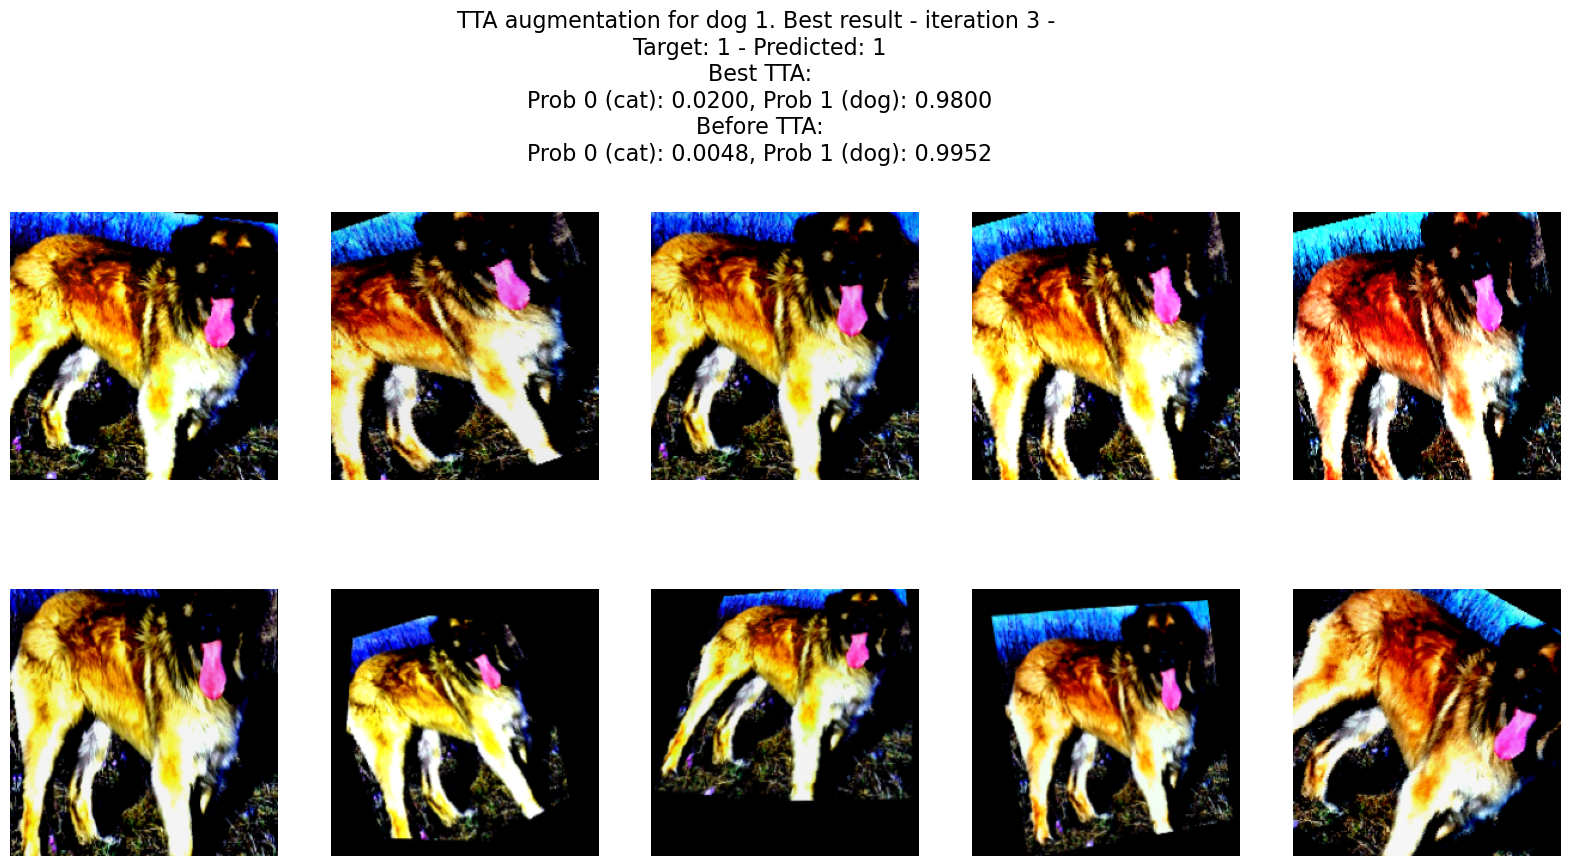 TTA augmentation for dog 1. Best result - iteration 3 -
Target: 1 - Predicted: 1
Best TTA:
Prob 0 (cat): 0.0200, Prob 1 (dog): 0.9800
Before TTA:
Prob 0 (cat): 0.0048, Prob 1 (dog): 0.9952